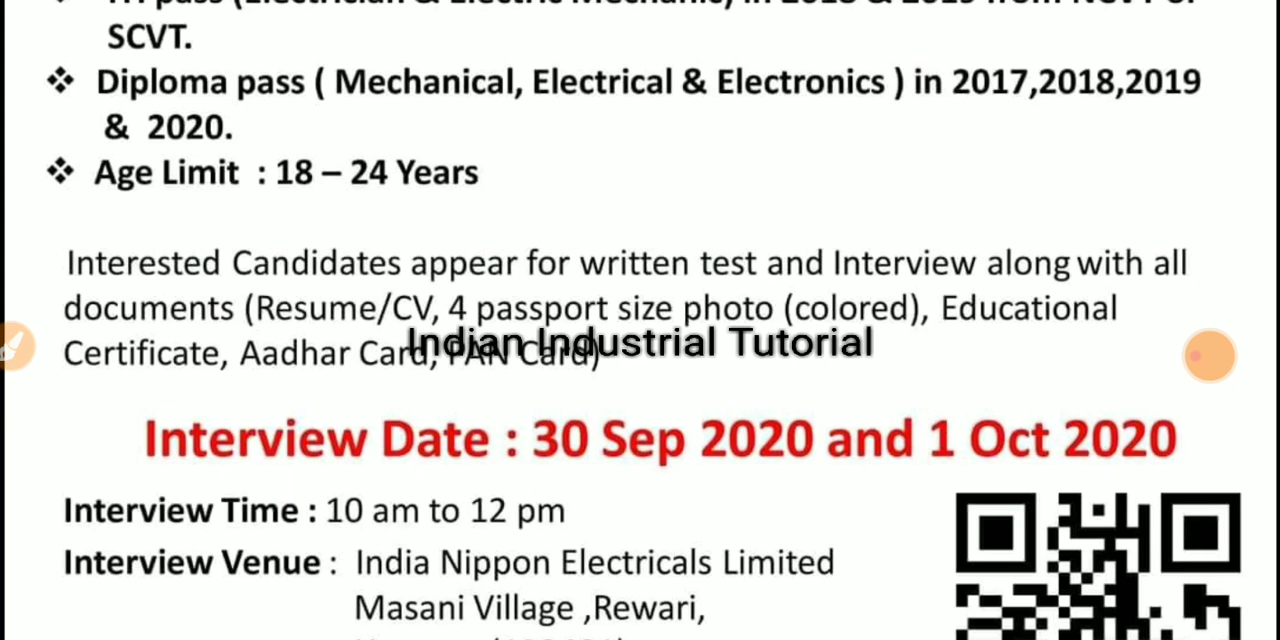 SCVT.
❖ Diploma pass ( Mechanical, Electrical & Electronics ) in 2017,2018,2019
& 2020.
❖ Age Limit : 18 – 24 Years
Interested Candidates appear for written test and Interview along with all
documents (Resume/CV, 4 passport size photo (colored), Educational
Certificate, Aadhar Card, PAN Card)
Indian Industrial Tutorial
Interview Date : 30 Sep 2020 and 1 Oct 2020
Interview Time : 10 am to 12 pm
Interview Venue : India Nippon Electricals Limited
Masani Village ,Rewari,